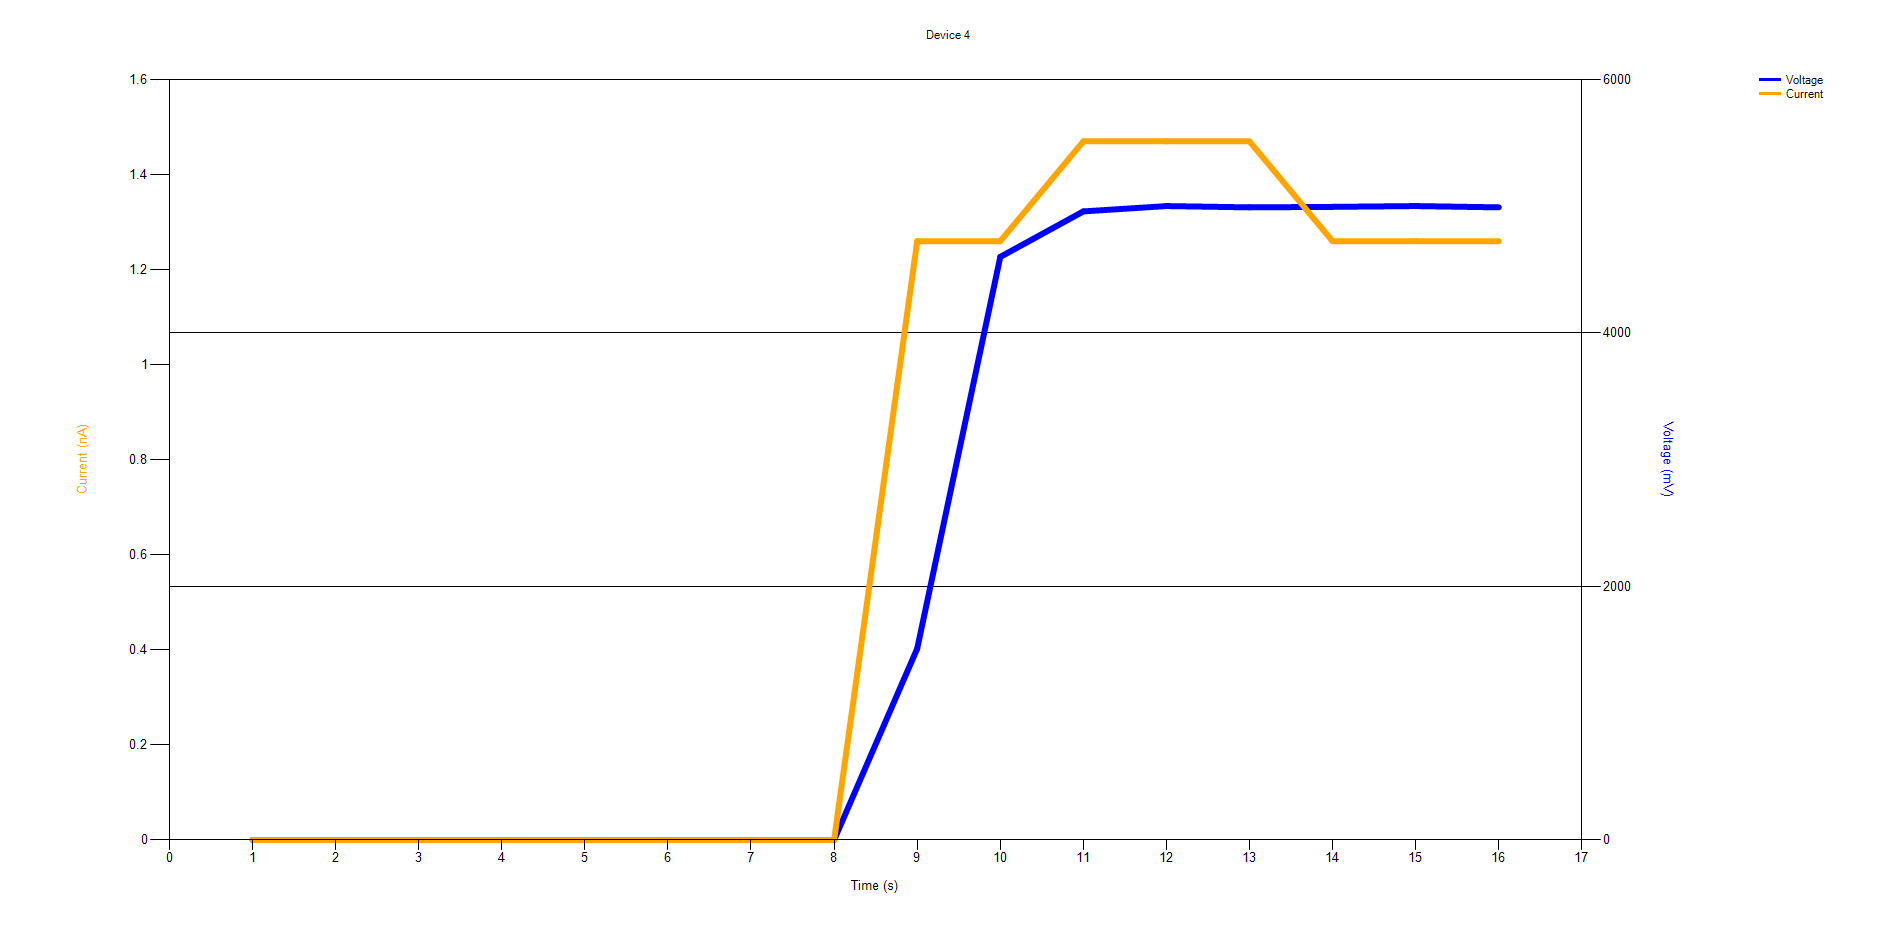 Device 4
Voltage
Current
1.6
1.4
1.2
1
0.8
0.6
0.4
0.2
0
Current (nA)
6000
4000
2000
0
Voltage (mV)
0 1 2 3 4 5 6 7 8 9 10 11 12 13 14 15 16 17
Time (s)